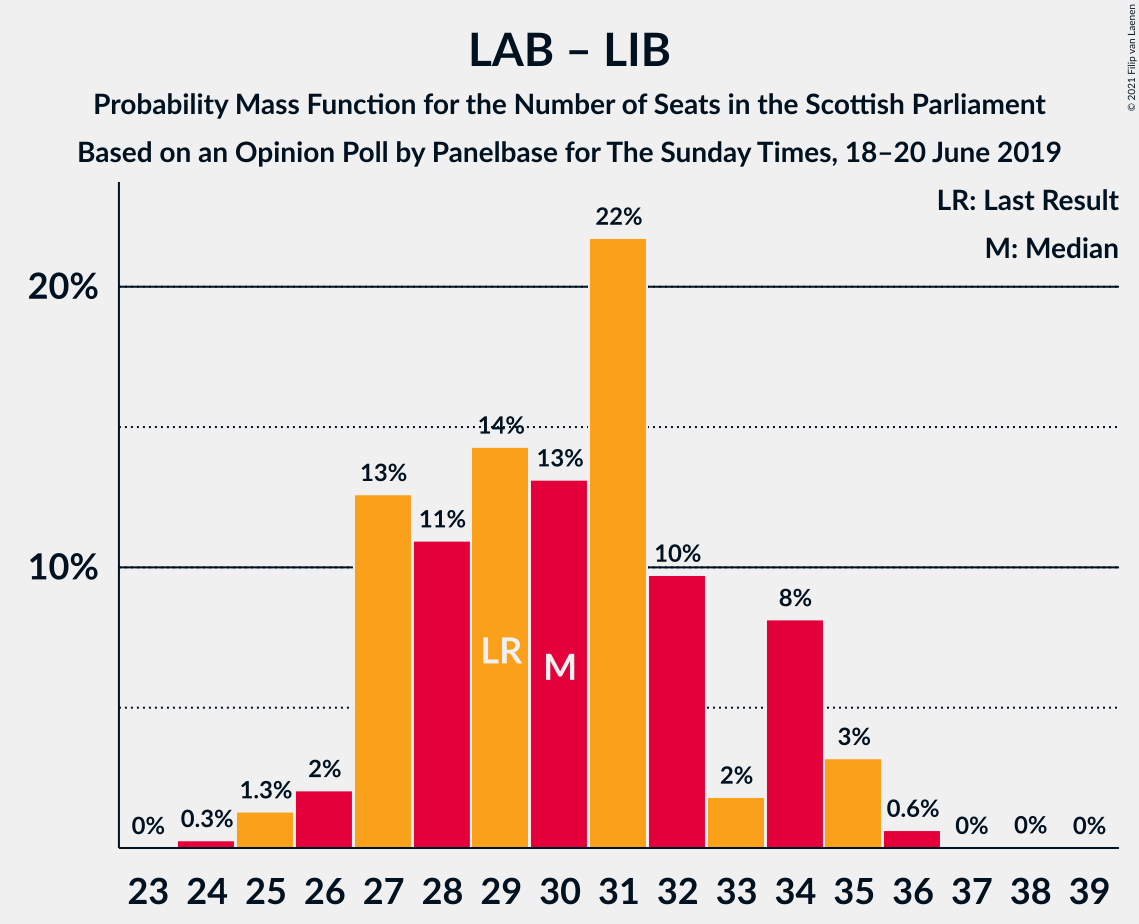 LAB – LIB
Probability Mass Function for the Number of Seats in the Scottish Parliament
Based on an Opinion Poll by Panelbase for The Sunday Times, 18–20 June 2019
© 2021 Filip van Laenen
LR: Last Result
M: Median
20%
10%
0%
0.3%
1.3%
2%
13%
11%
14%
13%
22%
10%
2%
8%
3%
0.6%
0%
0%
0%
LR
M
23 24 25 26 27 28 29 30 31 32 33 34 35 36 37 38 39